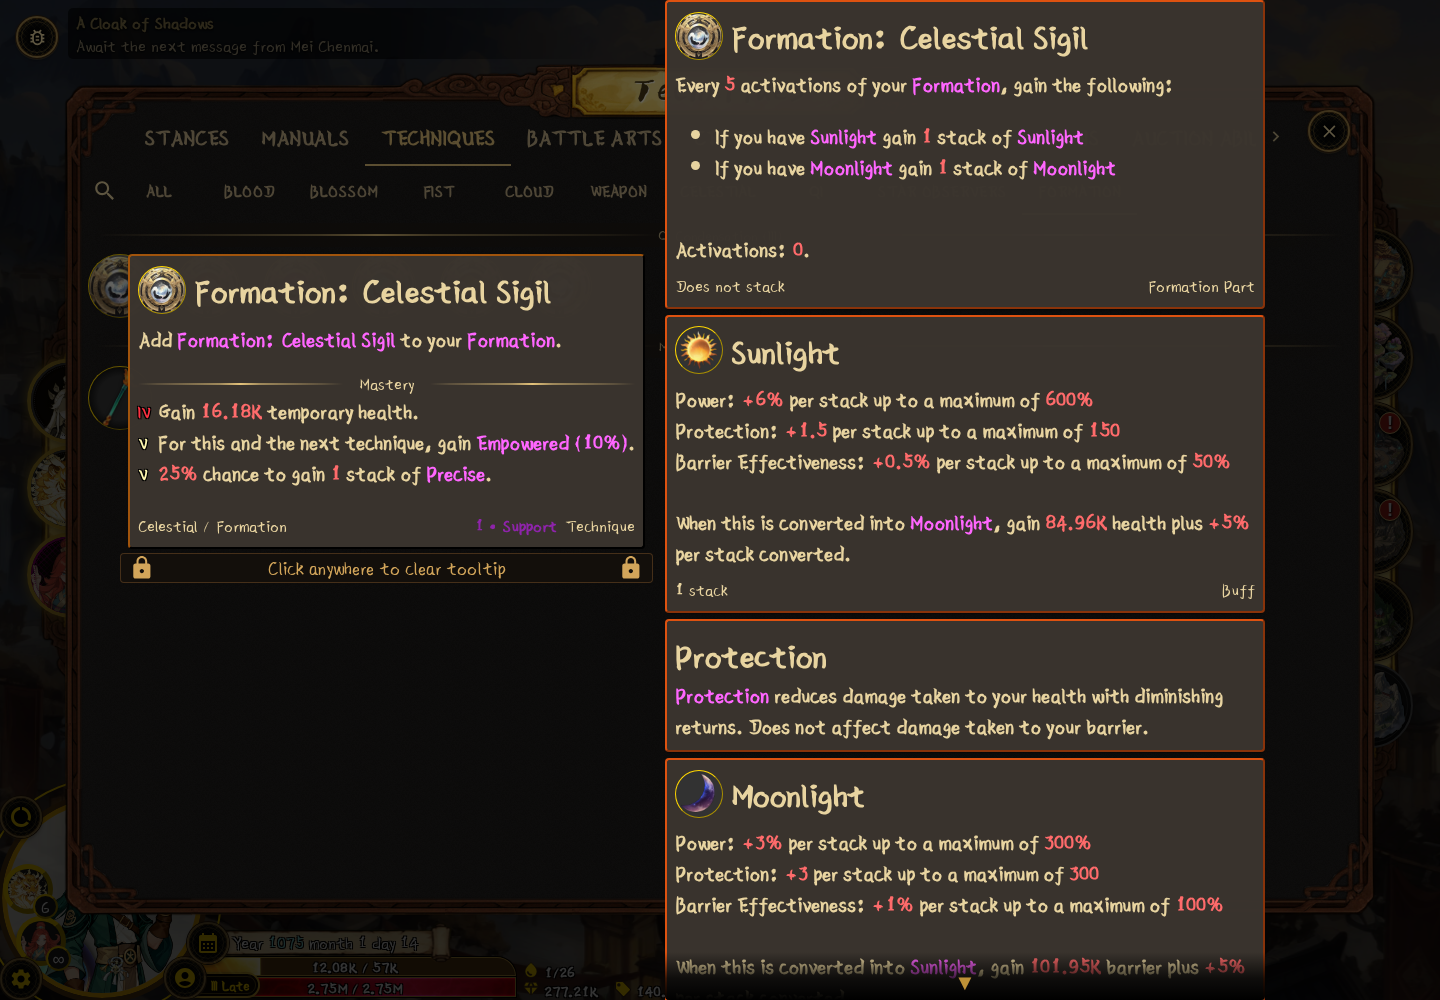 A Cloak of Shadows
Await the next message from Mei Chenmai.
STANCES MANUALS TECHNIQUES BATTLE ARTS
ALL BLOOD BLOSSOM FIST CLOUD WEAPON
Formation: Celestial Sigil
Add Formation: Celestial Sigil to your Formation.
Mastery
IV Gain 16.18K temporary health.
V For this and the next technique, gain Empowered (10%).
V 25% chance to gain 1 stack of Precise.
Celestial / Formation 1 • Support Technique
Click anywhere to clear tooltip
Formation: Celestial Sigil
Every 5 activations of your Formation, gain the following:
• If you have Sunlight gain 1 stack of Sunlight
• If you have Moonlight gain 1 stack of Moonlight
Activations: 0.
Does not stack Formation Part
Sunlight
Power: +6% per stack up to a maximum of 600%
Protection: +1.5 per stack up to a maximum of 150
Barrier Effectiveness: +0.5% per stack up to a maximum of 50%
When this is converted into Moonlight, gain 84.96K health plus +5%
per stack converted.
1 stack Buff
Protection
Protection reduces damage taken to your health with diminishing
returns. Does not affect damage taken to your barrier.
Moonlight
Power: +3% per stack up to a maximum of 300%
Protection: +3 per stack up to a maximum of 300
Barrier Effectiveness: +1% per stack up to a maximum of 100%
When this is converted into Sunlight, gain 101.95K barrier plus +5%
6
∞
Year 1075 month 1 day 14
12.08K / 57K
III Late
2.75M / 2.75M
1/26
277.21K
140.